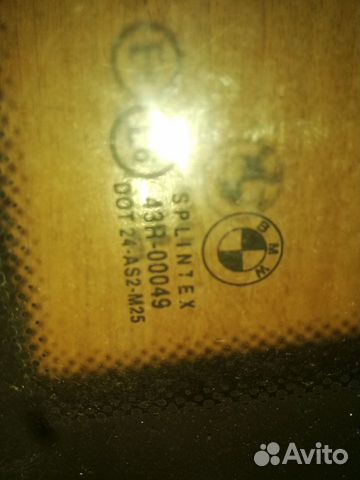 SPLINTEX
43R-00049
DOT 24-AS2-M25
BMW
Avito